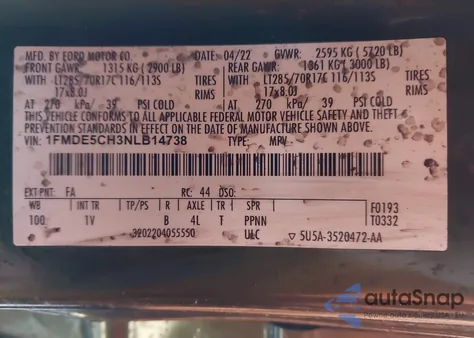 MFD. BY FORD MOTOR CO. DATE: 04/22 GVWR: 2595 KG (5720 LB)
FRONT GAWR: 1315 KG (2900 LB) REAR GAWR: 1361 KG (3000 LB)
WITH LT285/70R17C 116/113S TIRES WITH LT285/70R17C 116/113S TIRES
17x8.0J RIMS 17x8.0J RIMS
AT 270 kPa/ 39 PSI COLD AT 270 kPa/ 39 PSI COLD
THIS VEHICLE CONFORMS TO ALL APPLICABLE FEDERAL MOTOR VEHICLE SAFETY AND BUMPER
AND THEFT PREVENTION STANDARDS IN EFFECT ON THE DATE OF MANUFACTURE SHOWN ABOVE.
VIN: 1FMDE5CH3NLB14738 TYPE: MPV
EXT PNT: FA RC: 44 DSO:
WB INT TR TP/PS R AXLE TR SPR F0193
100 1V B 4L T PPNN T0332
3202204055550 ULC 5U5A-3520472-AA
autoSnap